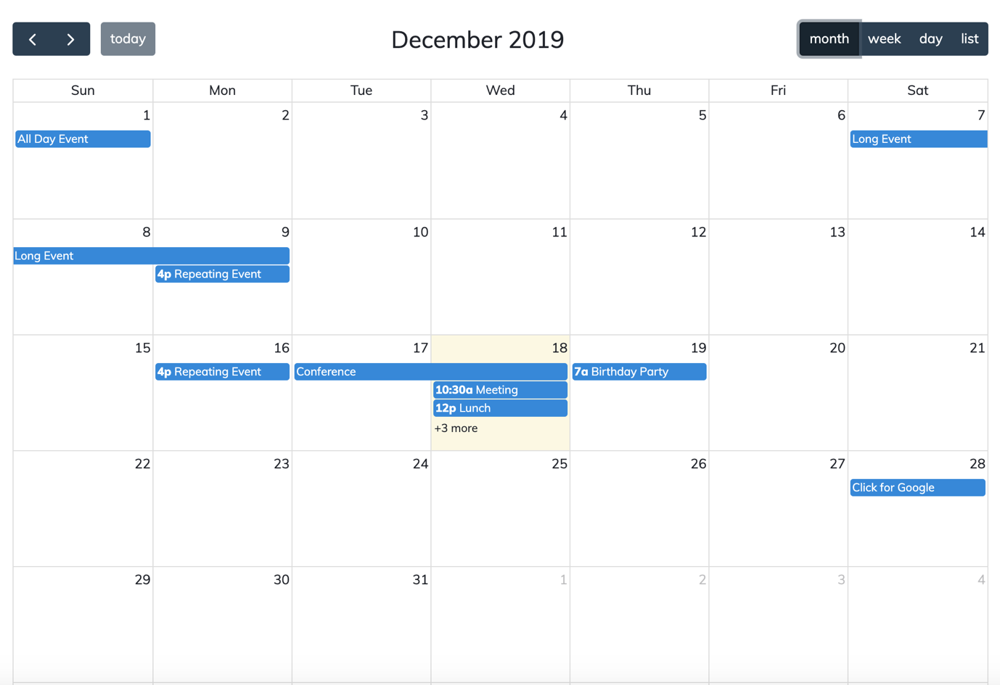 today
December 2019
month week day list
Sun Mon Tue Wed Thu Fri Sat
1 2 3 4 5 6 7
All Day Event Long Event
8 9 10 11 12 13 14
Long Event
4p Repeating Event
15 16 17 18 19 20 21
4p Repeating Event Conference 7a Birthday Party
10:30a Meeting
12p Lunch
+3 more
22 23 24 25 26 27 28
Click for Google
29 30 31 1 2 3 4